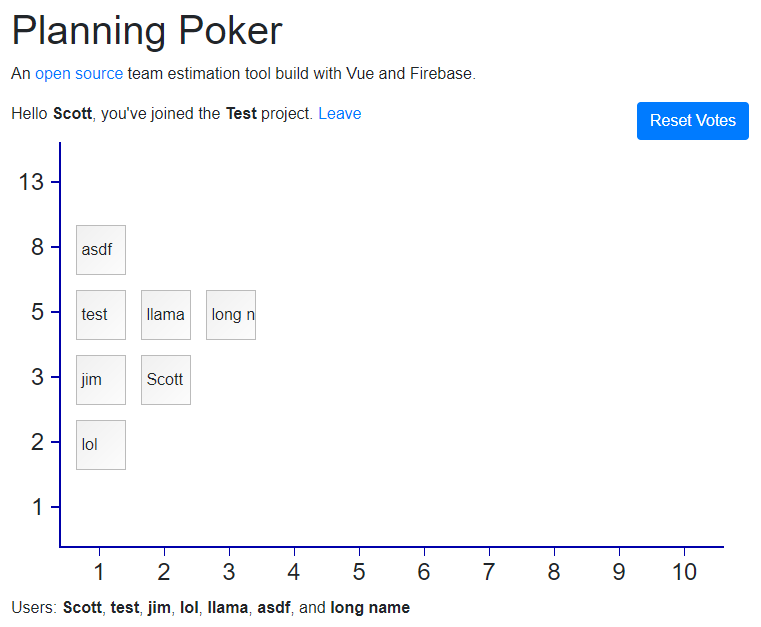 Planning Poker
An open source team estimation tool build with Vue and Firebase.
Hello Scott, you've joined the Test project. Leave
Reset Votes
13
8
asdf
5
test llama long n
3
jim Scott
2
lol
1
1 2 3 4 5 6 7 8 9 10
Users: Scott, test, jim, lol, llama, asdf, and long name